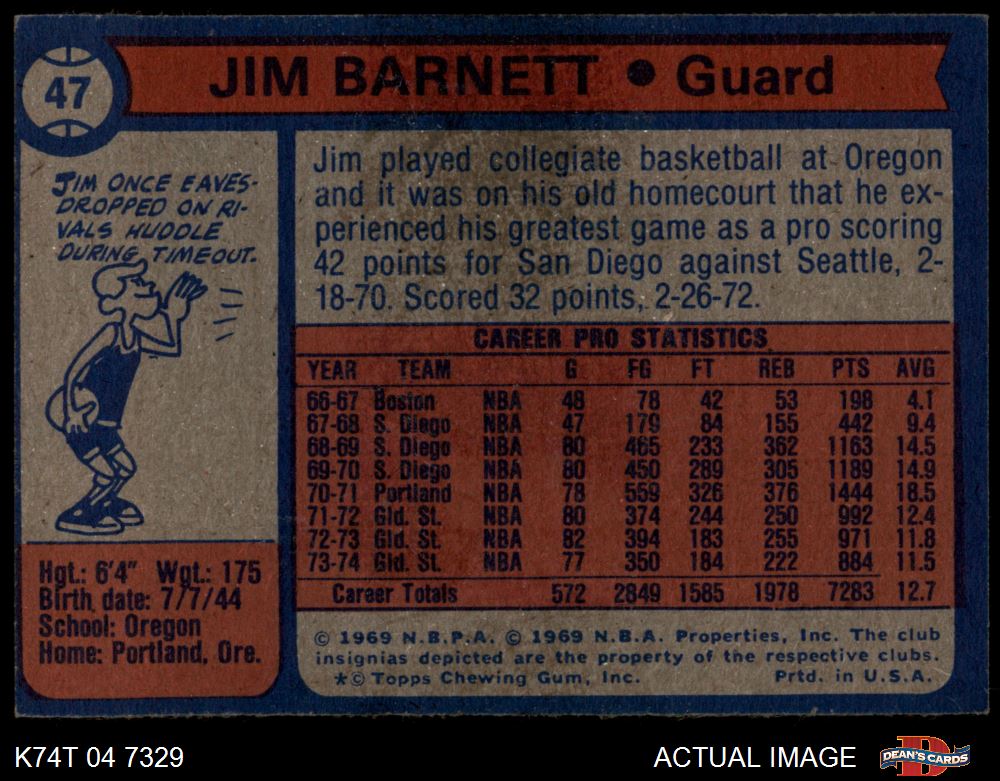 47
JIM BARNETT • Guard
JIM ONCE EAVES-
DROPPED ON RI-
VALS HUDDLE
DURING TIMEOUT.
Jim played collegiate basketball at Oregon
and it was on his old homecourt that he ex-
perienced his greatest game as a pro scoring
42 points for San Diego against Seattle, 2-
18-70. Scored 32 points, 2-26-72.
CAREER PRO STATISTICS
YEAR TEAM G FG FT REB PTS AVG
66-67 Boston NBA 48 78 42 53 198 4.1
67-68 S. Diego NBA 47 179 84 155 442 9.4
68-69 S. Diego NBA 80 465 233 362 1163 14.5
69-70 S. Diego NBA 80 450 289 305 1189 14.9
70-71 Portland NBA 78 559 326 376 1444 18.5
71-72 Gld. St. NBA 80 374 244 250 992 12.4
72-73 Gld. St. NBA 82 394 183 255 971 11.8
73-74 Gld. St. NBA 77 350 184 222 884 11.5
Career Totals 572 2849 1585 1978 7283 12.7
Hgt.: 6'4" Wgt.: 175
Birth date: 7/7/44
School: Oregon
Home: Portland, Ore.
© 1969 N.B.P.A. © 1969 N.B.A. Properties, Inc. The club
insignias depicted are the property of the respective clubs.
*© Topps Chewing Gum, Inc. Prtd. in U.S.A.
K74T 04 7329 ACTUAL IMAGE DEAN'S CARDS